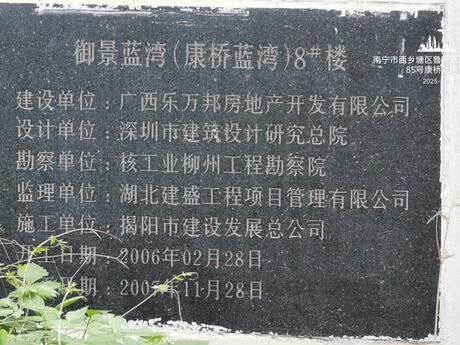 御景蓝湾(康桥蓝湾)8#楼
建设单位:广西乐万邦房地产开发有限公司
设计单位:深圳市建筑设计研究总院
勘察单位:核工业柳州工程勘察院
监理单位:湖北建盛工程项目管理有限公司
施工单位:揭阳市建设发展总公司
日期:2006年02月28日
期:200 年11月28日
南宁市西乡塘区鲁
85号康桥
2025-